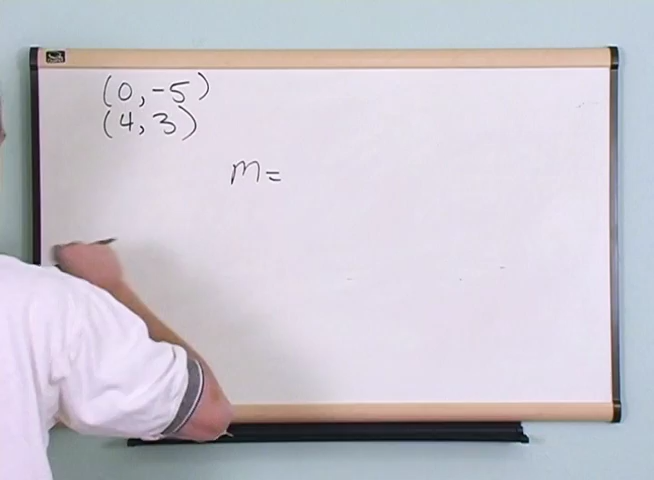 (0,-5)
(4,3)
m=